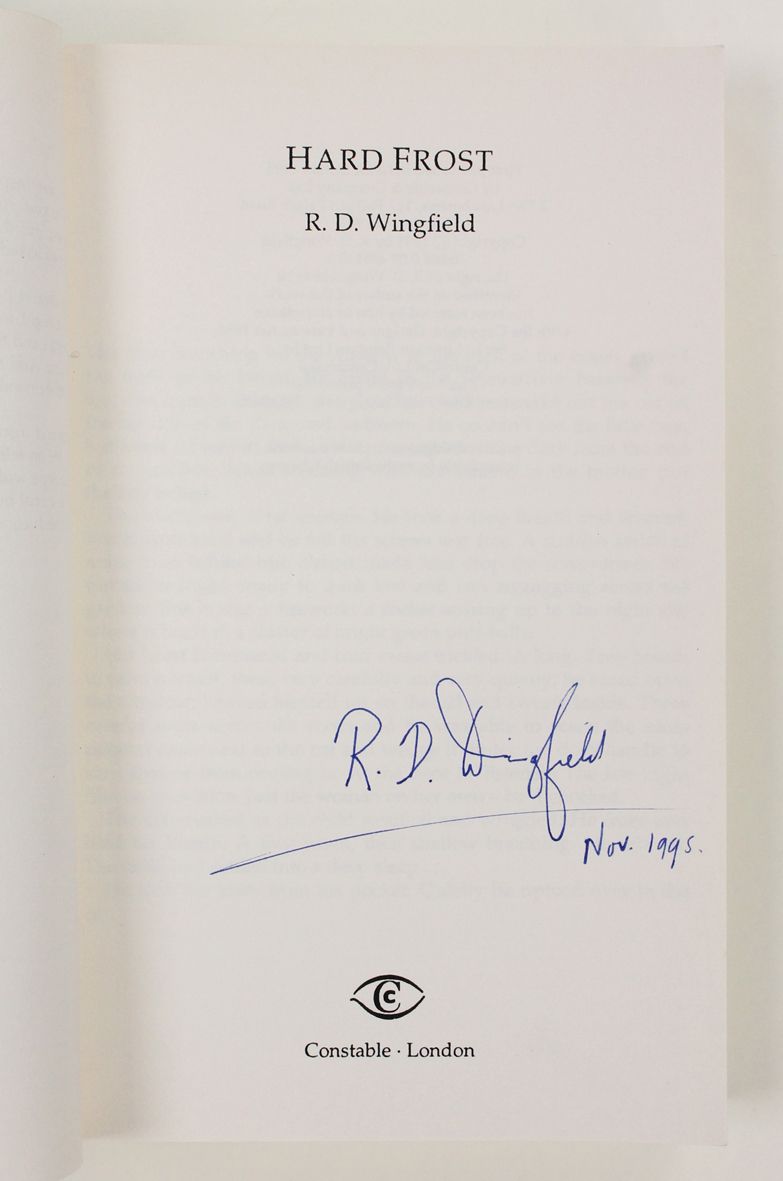 HARD FROST
R. D. Wingfield
R. D. Wingfield
Nov. 1995.
Constable · London